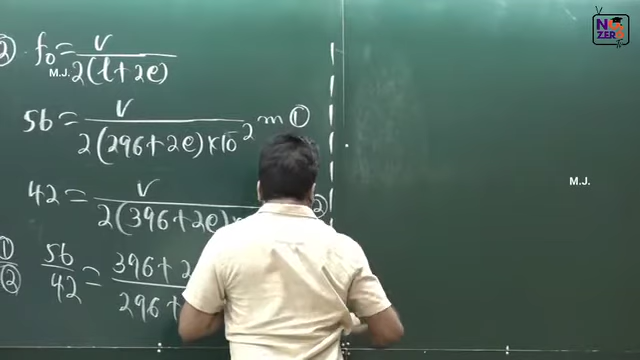 ② f₀ = v / 2(l + 2e)
M.J.
56 = v / 2(296 + 2e) × 10⁻² m ①
42 = v / 2(396 + 2e) ②
① / ② 56 / 42 = 396 + 2 / 296 +
M.J.